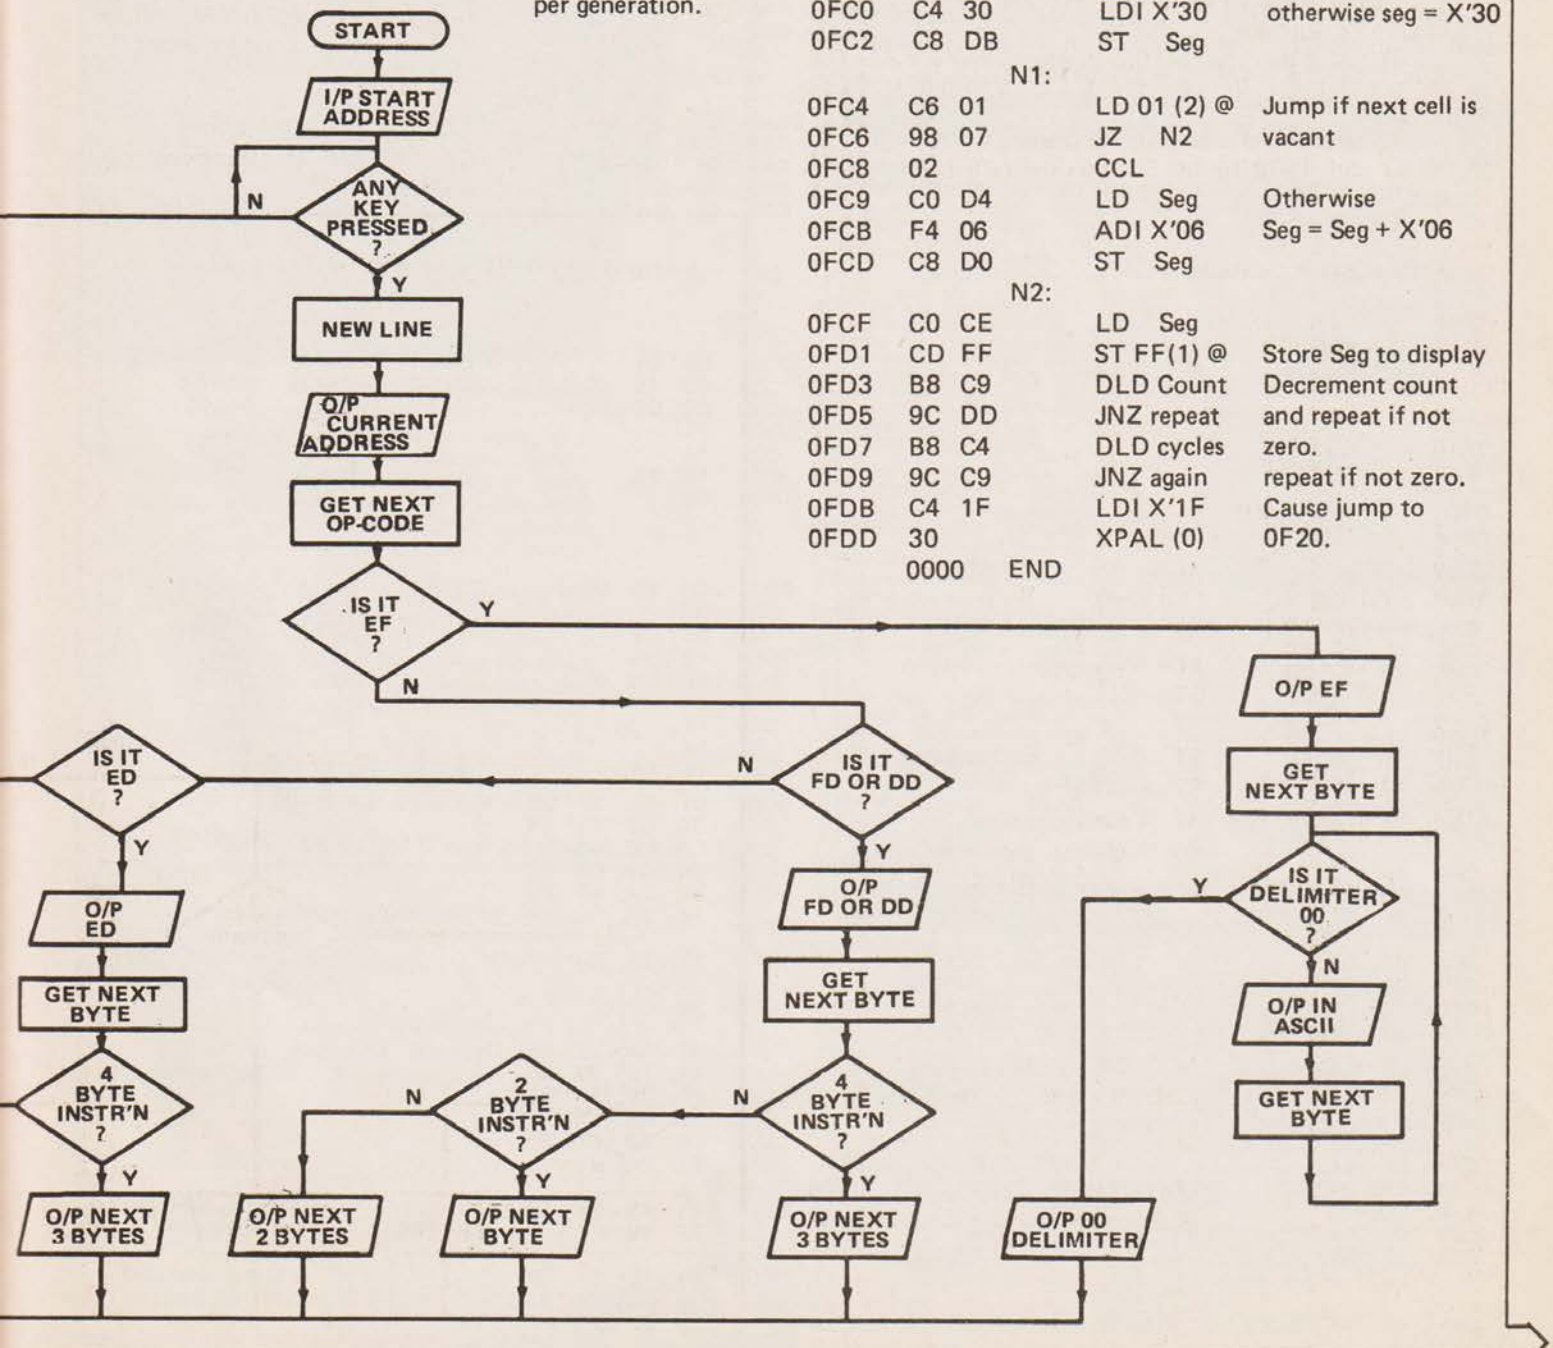 per generation.
0FC0 C4 30 LDI X'30 otherwise seg = X'30
0FC2 C8 DB ST Seg
N1:
0FC4 C6 01 LD 01 (2) @ Jump if next cell is
0FC6 98 07 JZ N2 vacant
0FC8 02 CCL
0FC9 C0 D4 LD Seg Otherwise
0FCB F4 06 ADI X'06 Seg = Seg + X'06
0FCD C8 D0 ST Seg
N2:
0FCF C0 CE LD Seg
0FD1 CD FF ST FF(1) @ Store Seg to display
0FD3 B8 C9 DLD Count Decrement count
0FD5 9C DD JNZ repeat and repeat if not
0FD7 B8 C4 DLD cycles zero.
0FD9 9C C9 JNZ again repeat if not zero.
0FDB C4 1F LDI X'1F Cause jump to
0FDD 30 XPAL (0) 0F20.
0000 END
START
I/P START
ADDRESS
ANY
KEY
PRESSED
?
N
Y
NEW LINE
O/P
CURRENT
ADDRESS
GET NEXT
OP-CODE
IS IT
EF
?
Y
N
O/P EF
GET
NEXT BYTE
IS IT
DELIMITER
00
?
Y
N
O/P IN
ASCII
GET NEXT
BYTE
O/P 00
DELIMITER
IS IT
FD OR DD
?
N
Y
O/P
FD OR DD
GET
NEXT BYTE
4
BYTE
INSTR'N
?
N
Y
O/P NEXT
3 BYTES
2
BYTE
INSTR'N
?
N
Y
O/P NEXT
BYTE
O/P NEXT
2 BYTES
IS IT
ED
?
Y
O/P
ED
GET NEXT
BYTE
4
BYTE
INSTR'N
?
Y
O/P NEXT
3 BYTES